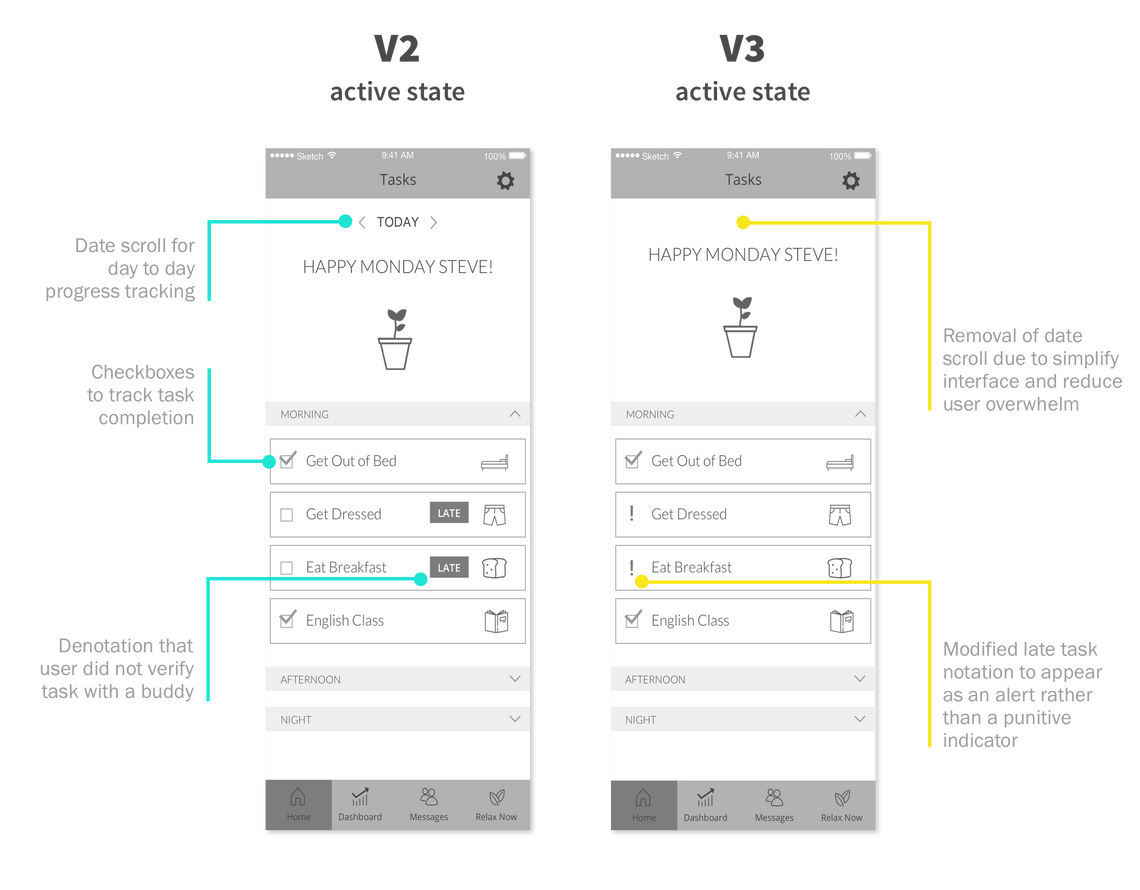 V2
active state
V3
active state
Sketch 9:41 AM 100%
Tasks
TODAY
HAPPY MONDAY STEVE!
MORNING
Get Out of Bed
Get Dressed LATE
Eat Breakfast LATE
English Class
AFTERNOON
NIGHT
Home Dashboard Messages Relax Now
Date scroll for
day to day
progress tracking
Checkboxes
to track task
completion
Denotation that
user did not verify
task with a buddy
Sketch 9:41 AM 100%
Tasks
HAPPY MONDAY STEVE!
MORNING
Get Out of Bed
! Get Dressed
! Eat Breakfast
English Class
AFTERNOON
NIGHT
Home Dashboard Messages Relax Now
Removal of date
scroll due to simplify
interface and reduce
user overwhelm
Modified late task
notation to appear
as an alert rather
than a punitive
indicator